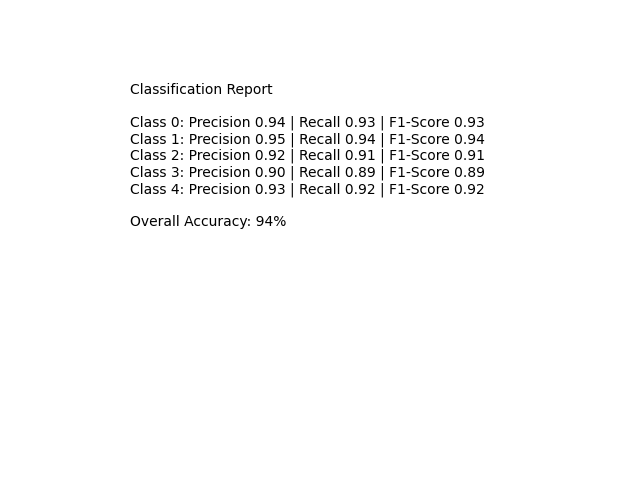 Classification Report
Class 0: Precision 0.94 | Recall 0.93 | F1-Score 0.93
Class 1: Precision 0.95 | Recall 0.94 | F1-Score 0.94
Class 2: Precision 0.92 | Recall 0.91 | F1-Score 0.91
Class 3: Precision 0.90 | Recall 0.89 | F1-Score 0.89
Class 4: Precision 0.93 | Recall 0.92 | F1-Score 0.92
Overall Accuracy: 94%